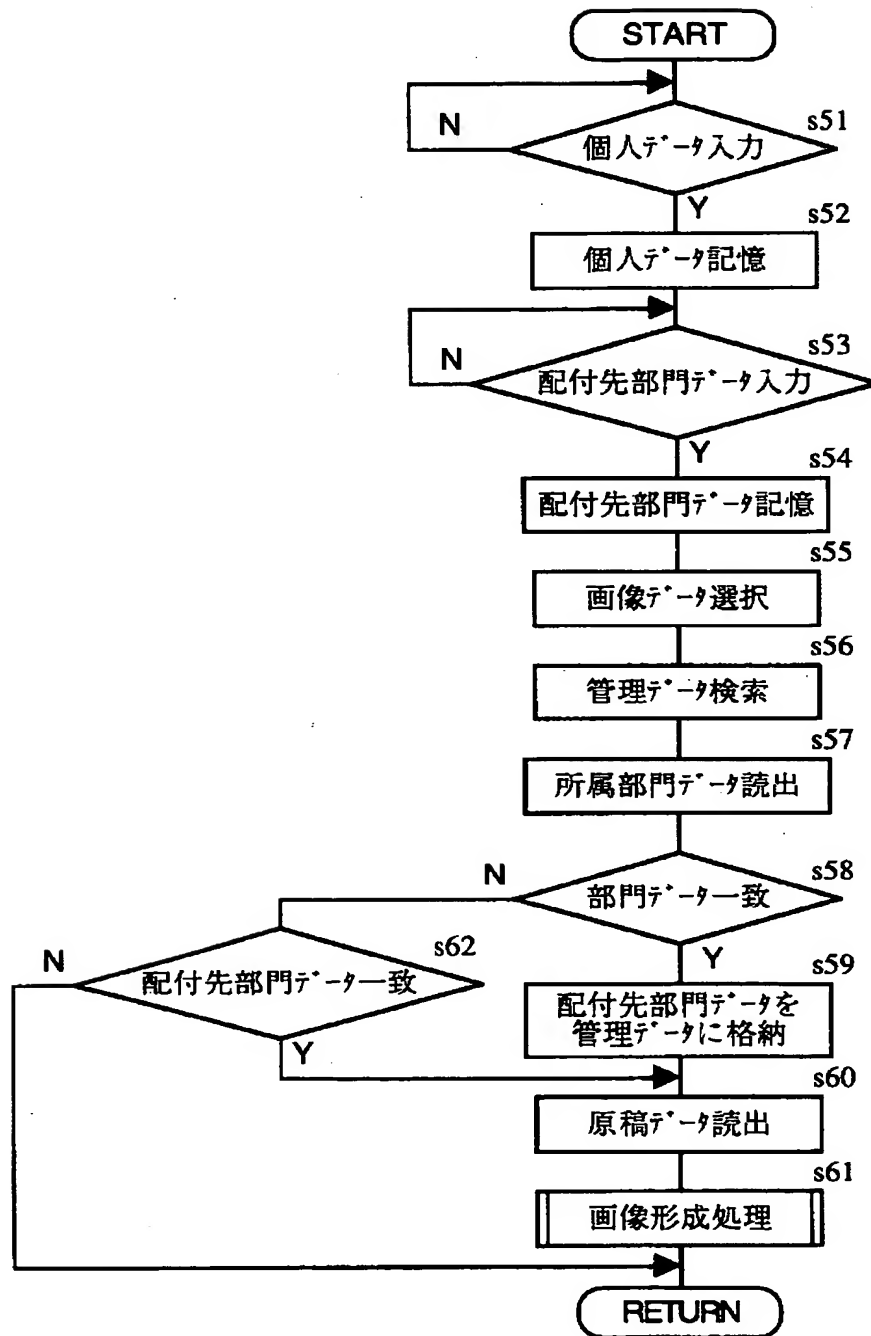 START
s51
N
個人データ入力
Y
s52
個人データ記憶
s53
N
配付先部門データ入力
Y
s54
配付先部門データ記憶
s55
画像データ選択
s56
管理データ検索
s57
所属部門データ読出
s58
N
部門データ一致
Y
s62
N
配付先部門データ一致
Y
s59
配付先部門データを
管理データに格納
s60
原稿データ読出
s61
画像形成処理
RETURN